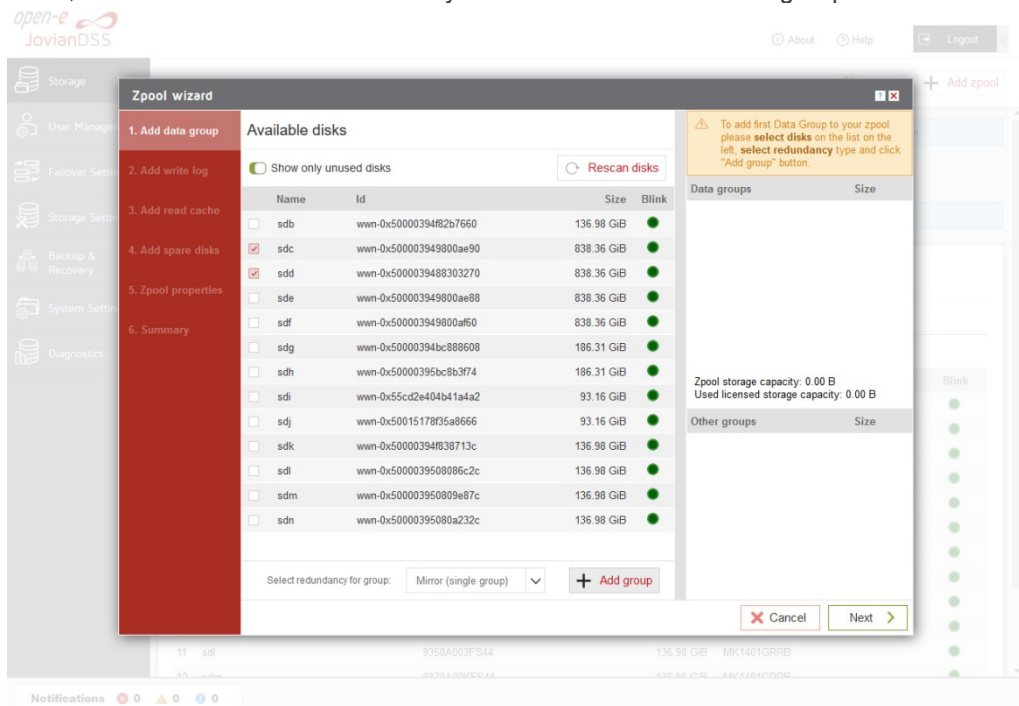 open-e
JovianDSS
About
Help
Logout
Storage
Add zpool
User Manage
Failover Setti
Storage Setti
Backup &
Recovery
System Settin
Diagnostics
Zpool wizard
1. Add data group
2. Add write log
3. Add read cache
4. Add spare disks
5. Zpool properties
6. Summary
Available disks
Show only unused disks
Rescan disks
Name Id Size Blink
sdb wwn-0x50000394f82b7660 136.98 GiB
sdc wwn-0x5000039949800ae90 838.36 GiB
sdd wwn-0x5000039488303270 838.36 GiB
sde wwn-0x500003949800ae88 838.36 GiB
sdf wwn-0x500003949800af60 838.36 GiB
sdg wwn-0x50000394bc888608 186.31 GiB
sdh wwn-0x50000395bc8b3f74 186.31 GiB
sdi wwn-0x55cd2e404b41a4a2 93.16 GiB
sdj wwn-0x50015178f35a8666 93.16 GiB
sdk wwn-0x50000394f838713c 136.98 GiB
sdl wwn-0x5000039508086c2c 136.98 GiB
sdm wwn-0x500003950809e87c 136.98 GiB
sdn wwn-0x50000395080a232c 136.98 GiB
Select redundancy for group: Mirror (single group)
Add group
To add first Data Group to your zpool
please select disks on the list on the
left, select redundancy type and click
"Add group" button.
Data groups Size
Zpool storage capacity: 0.00 B
Used licensed storage capacity: 0.00 B
Other groups Size
Cancel
Next
Blink
11 sdl 9350A003FS44 136.98 GiB MK1401GRRB
Notifications 0 0 0